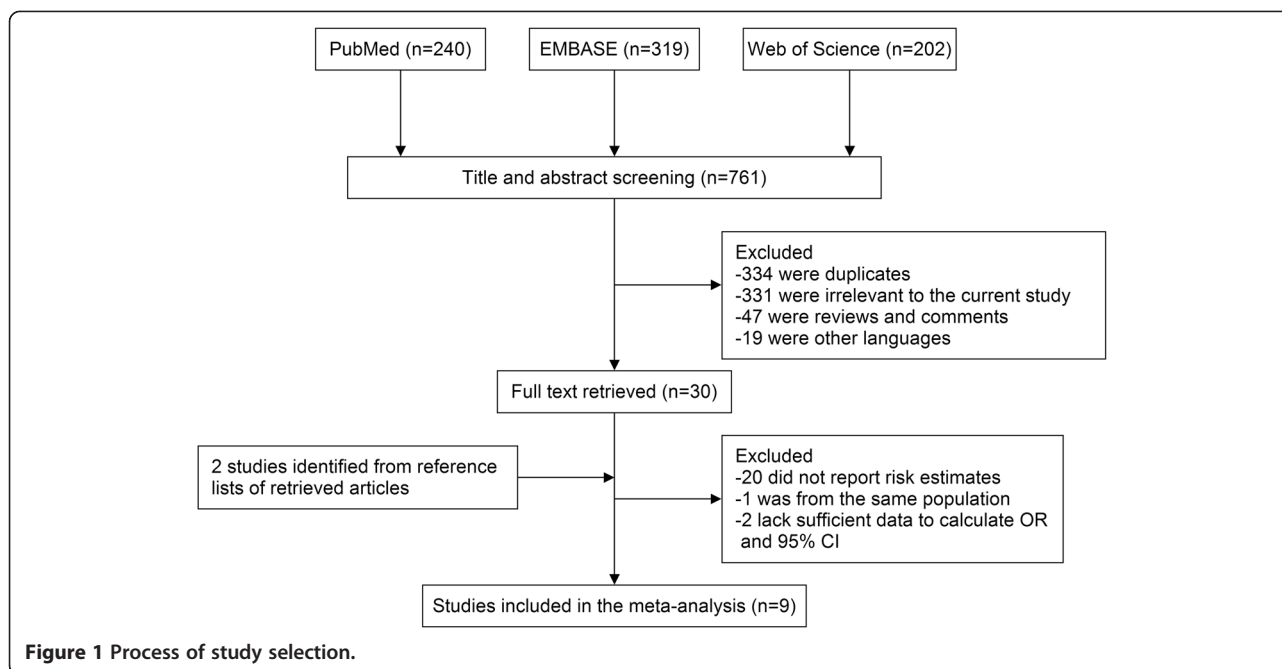 PubMed (n=240)
EMBASE (n=319)
Web of Science (n=202)
Title and abstract screening (n=761)
Excluded
-334 were duplicates
-331 were irrelevant to the current study
-47 were reviews and comments
-19 were other languages
Full text retrieved (n=30)
2 studies identified from reference
lists of retrieved articles
Excluded
-20 did not report risk estimates
-1 was from the same population
-2 lack sufficient data to calculate OR
and 95% CI
Studies included in the meta-analysis (n=9)
Figure 1 Process of study selection.